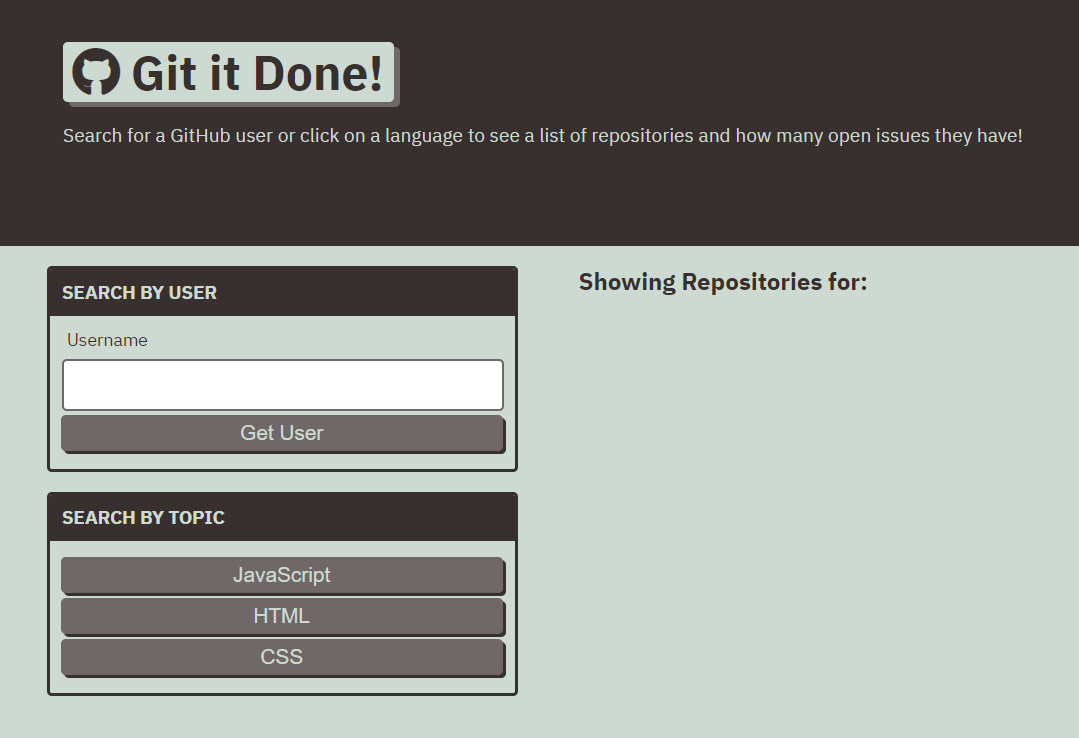 Git it Done!
Search for a GitHub user or click on a language to see a list of repositories and how many open issues they have!
SEARCH BY USER
Username
Get User
SEARCH BY TOPIC
JavaScript
HTML
CSS
Showing Repositories for: